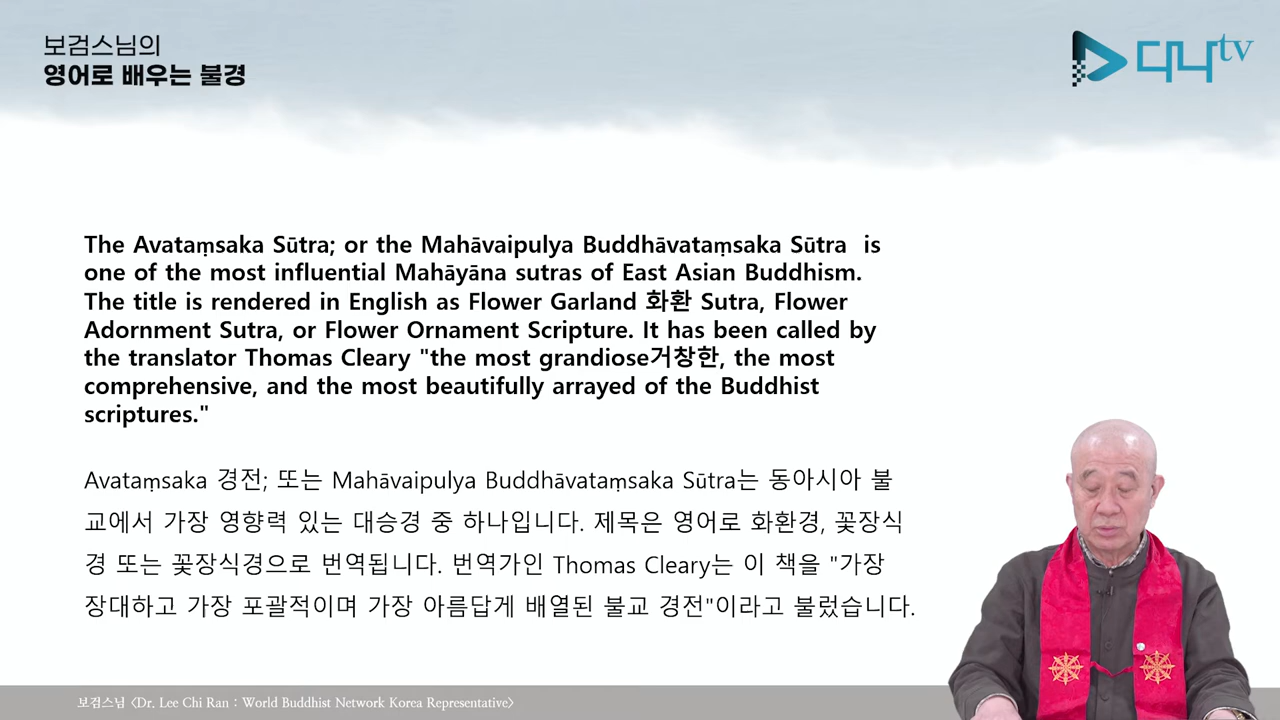 보검스님의
영어로 배우는 불경
다나tv
The Avataṃsaka Sūtra; or the Mahāvaipulya Buddhāvataṃsaka Sūtra  is
one of the most influential Mahāyāna sutras of East Asian Buddhism.
The title is rendered in English as Flower Garland 화환 Sutra, Flower
Adornment Sutra, or Flower Ornament Scripture. It has been called by
the translator Thomas Cleary "the most grandiose거창한, the most
comprehensive, and the most beautifully arrayed of the Buddhist
scriptures."
Avataṃsaka 경전; 또는 Mahāvaipulya Buddhāvataṃsaka Sūtra는 동아시아 불
교에서 가장 영향력 있는 대승경 중 하나입니다. 제목은 영어로 화환경, 꽃장식
경 또는 꽃장식경으로 번역됩니다. 번역가인 Thomas Cleary는 이 책을 "가장
장대하고 가장 포괄적이며 가장 아름답게 배열된 불교 경전"이라고 불렀습니다.
보검스님 <Dr. Lee Chi Ran : World Buddhist Network Korea Representative>